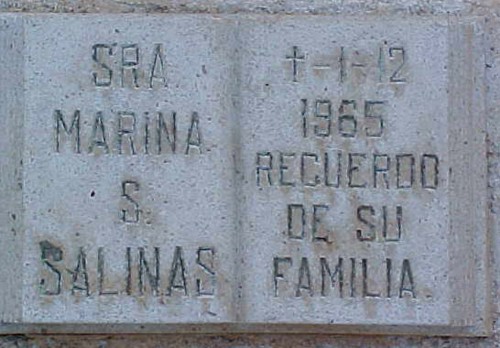 SRA
MARINA
S.
SALINAS
†-1-12
1965
RECUERDO
DE SU
FAMILIA.